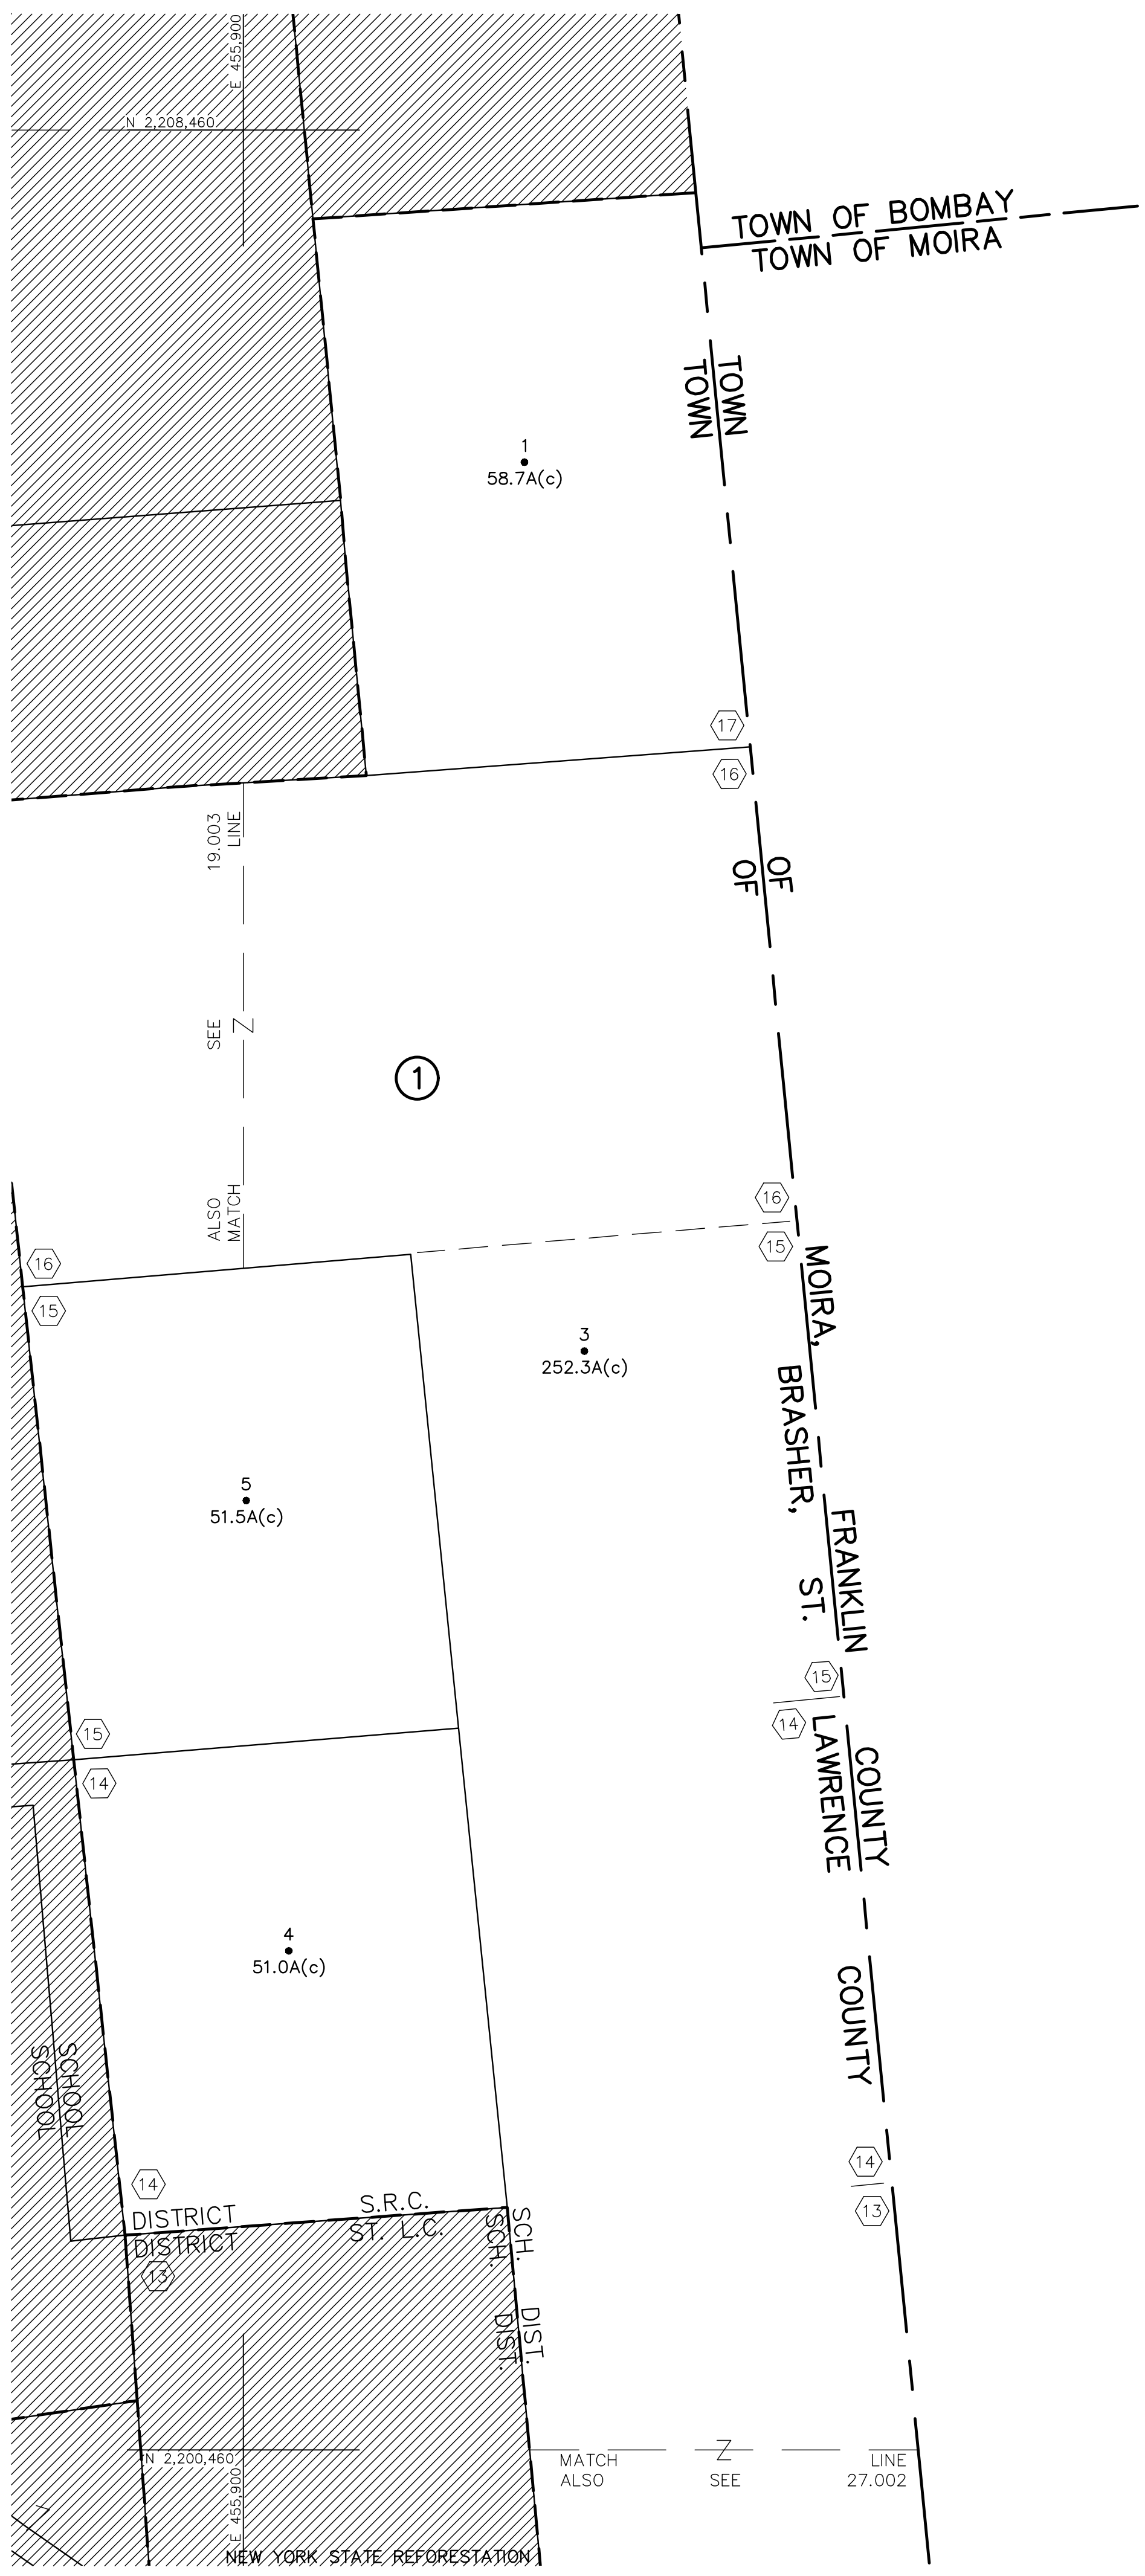 E 455,900
N 2,208,460
TOWN OF BOMBAY
TOWN OF MOIRA
TOWN
TOWN
1
58.7A(c)
17
16
19.003
LINE
OF
OF
SEE
Z
1
ALSO
MATCH
16
15
16
15
MOIRA,
BRASHER,
3
252.3A(c)
5
51.5A(c)
FRANKLIN
ST.
15
14
15
14
COUNTY
LAWRENCE
4
51.0A(c)
COUNTY
SCHOOL
SCHOOL
14
13
14
DISTRICT S.R.C.
DISTRICT ST. L.C.
13
SCH.
SCH.
DIST.
DIST.
N 2,200,460
E 455,900
MATCH Z LINE
ALSO SEE 27.002
Z
NEW YORK STATE REFORESTATION